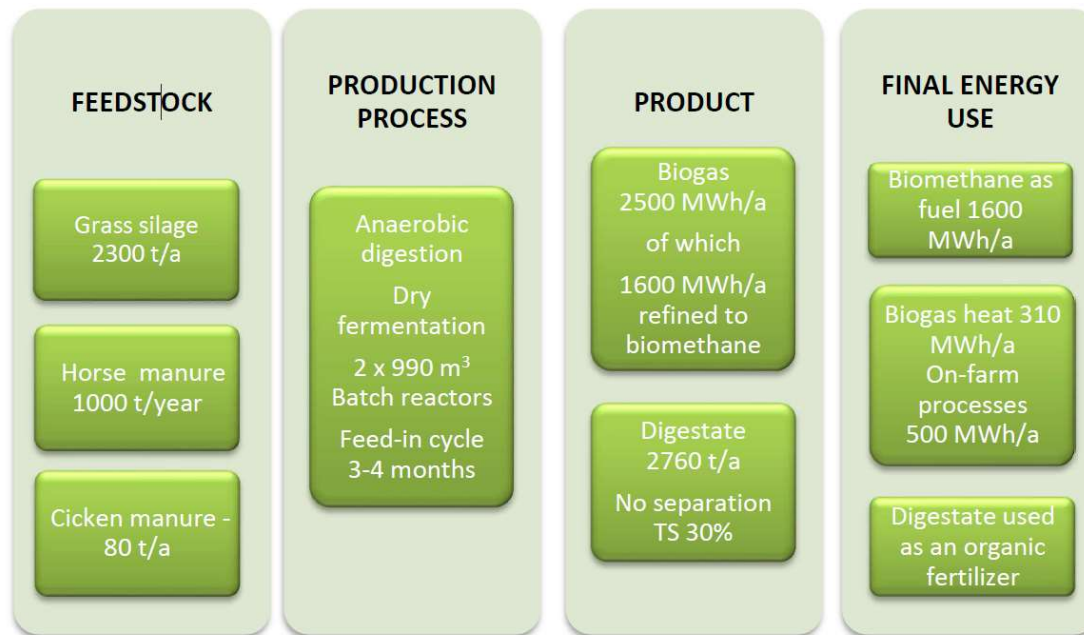 FEEDSTOCK
Grass silage
2300 t/a
Horse manure
1000 t/year
Cicken manure -
80 t/a
PRODUCTION
PROCESS
Anaerobic
digestion
Dry
fermentation
2 x 990 m³
Batch reactors
Feed-in cycle
3-4 months
PRODUCT
Biogas
2500 MWh/a
of which
1600 MWh/a
refined to
biomethane
Digestate
2760 t/a
No separation
TS 30%
FINAL ENERGY
USE
Biomethane as
fuel 1600
MWh/a
Biogas heat 310
MWh/a
On-farm
processes
500 MWh/a
Digestate used
as an organic
fertilizer